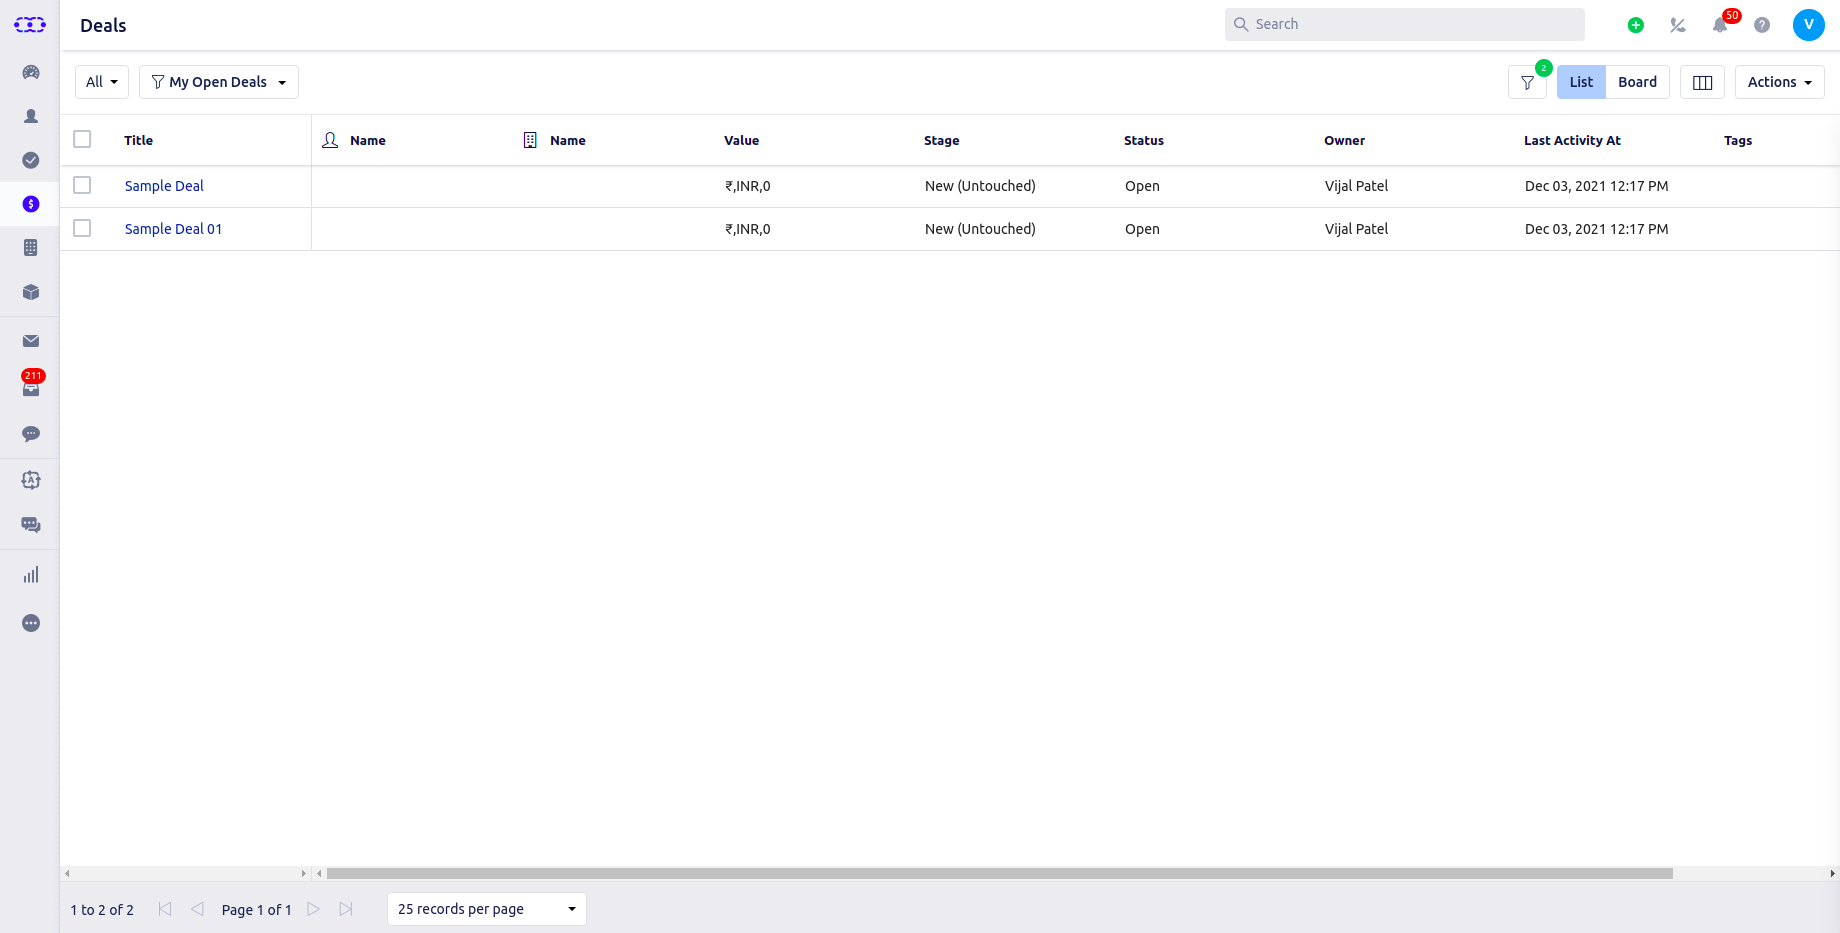 Deals
Search
50
V
All
My Open Deals
2
List
Board
Actions
Title
Name
Name
Value
Stage
Status
Owner
Last Activity At
Tags
Sample Deal
₹,INR,0
New (Untouched)
Open
Vijal Patel
Dec 03, 2021 12:17 PM
Sample Deal 01
₹,INR,0
New (Untouched)
Open
Vijal Patel
Dec 03, 2021 12:17 PM
211
1 to 2 of 2
Page 1 of 1
25 records per page